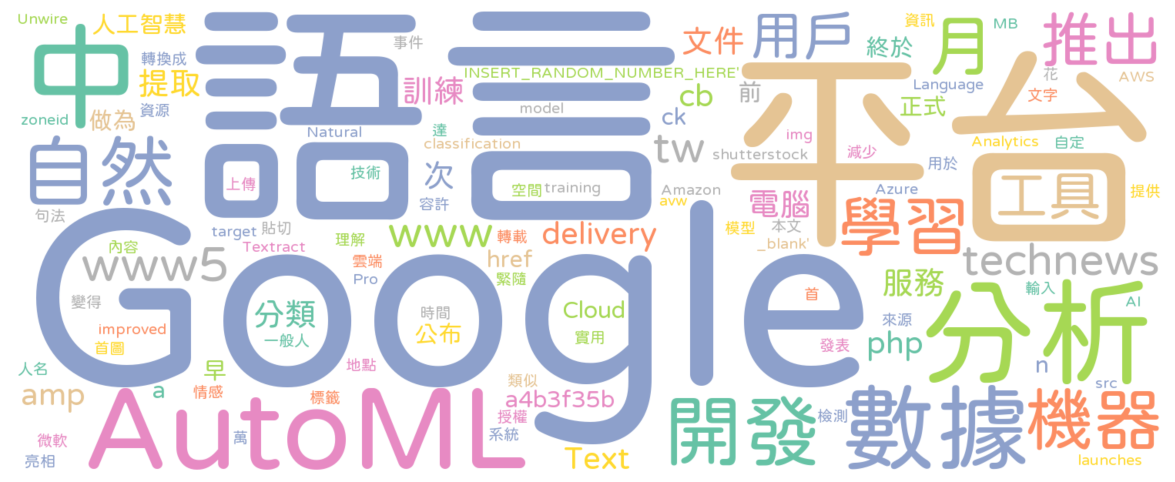 Unwire
人工智慧
中
語言
事件
文件
用戶
終於
資訊
月
MB
推出
轉換成
提取
資源
訓練
INSERT_RANDOM_NUMBER_HERE'
平台
前
Language
花
文字
AWS
zoneid
做為
Natural
達
model
classification
cb
ck
正式
img
Analytics
自定
自然
上傳
技術
次
容許
空間
training
tw
shutterstock
減少
用於
Amazon
avw
Azure
工具
提供
句法
target
貼切
Textract
電腦
模型
本文
_blank'
學習
Google
內容
www5
理解
www
轉載
delivery
雲端
href
緊隨
Pro
technews
變得
分類
一般人
時間
公布
Cloud
實用
首
服務
輸入
AI
improved
首圖
來源
發表
php
分析
人名
早
地點
amp
a
情感
標籤
類似
a4b3f35b
n
src
AutoML
萬
授權
系統
Text
開發
檢測
數據
機器
微軟
亮相
launches